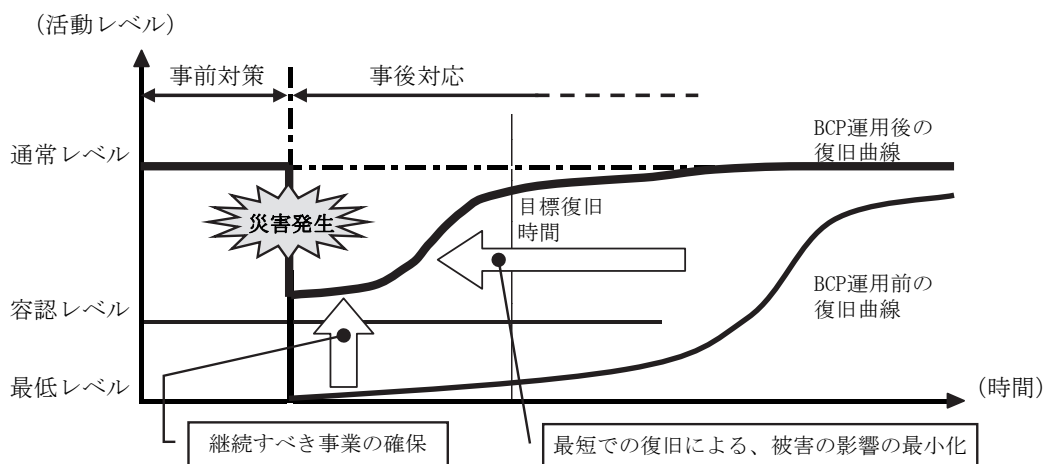 (活動レベル)
事前対策
事後対応
通常レベル
BCP運用後の
復旧曲線
災害発生
目標復旧
時間
BCP運用前の
復旧曲線
容認レベル
最低レベル
(時間)
継続すべき事業の確保
最短での復旧による、被害の影響の最小化